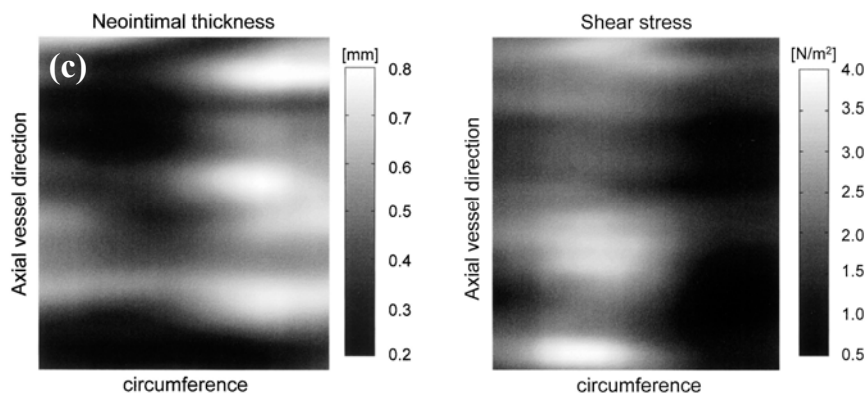 Neointimal thickness
(c)
[mm]
0.8
0.7
0.6
0.5
0.4
0.3
0.2
Axial vessel direction
circumference
Shear stress
[N/m²]
4.0
3.5
3.0
2.5
2.0
1.5
1.0
0.5
Axial vessel direction
circumference